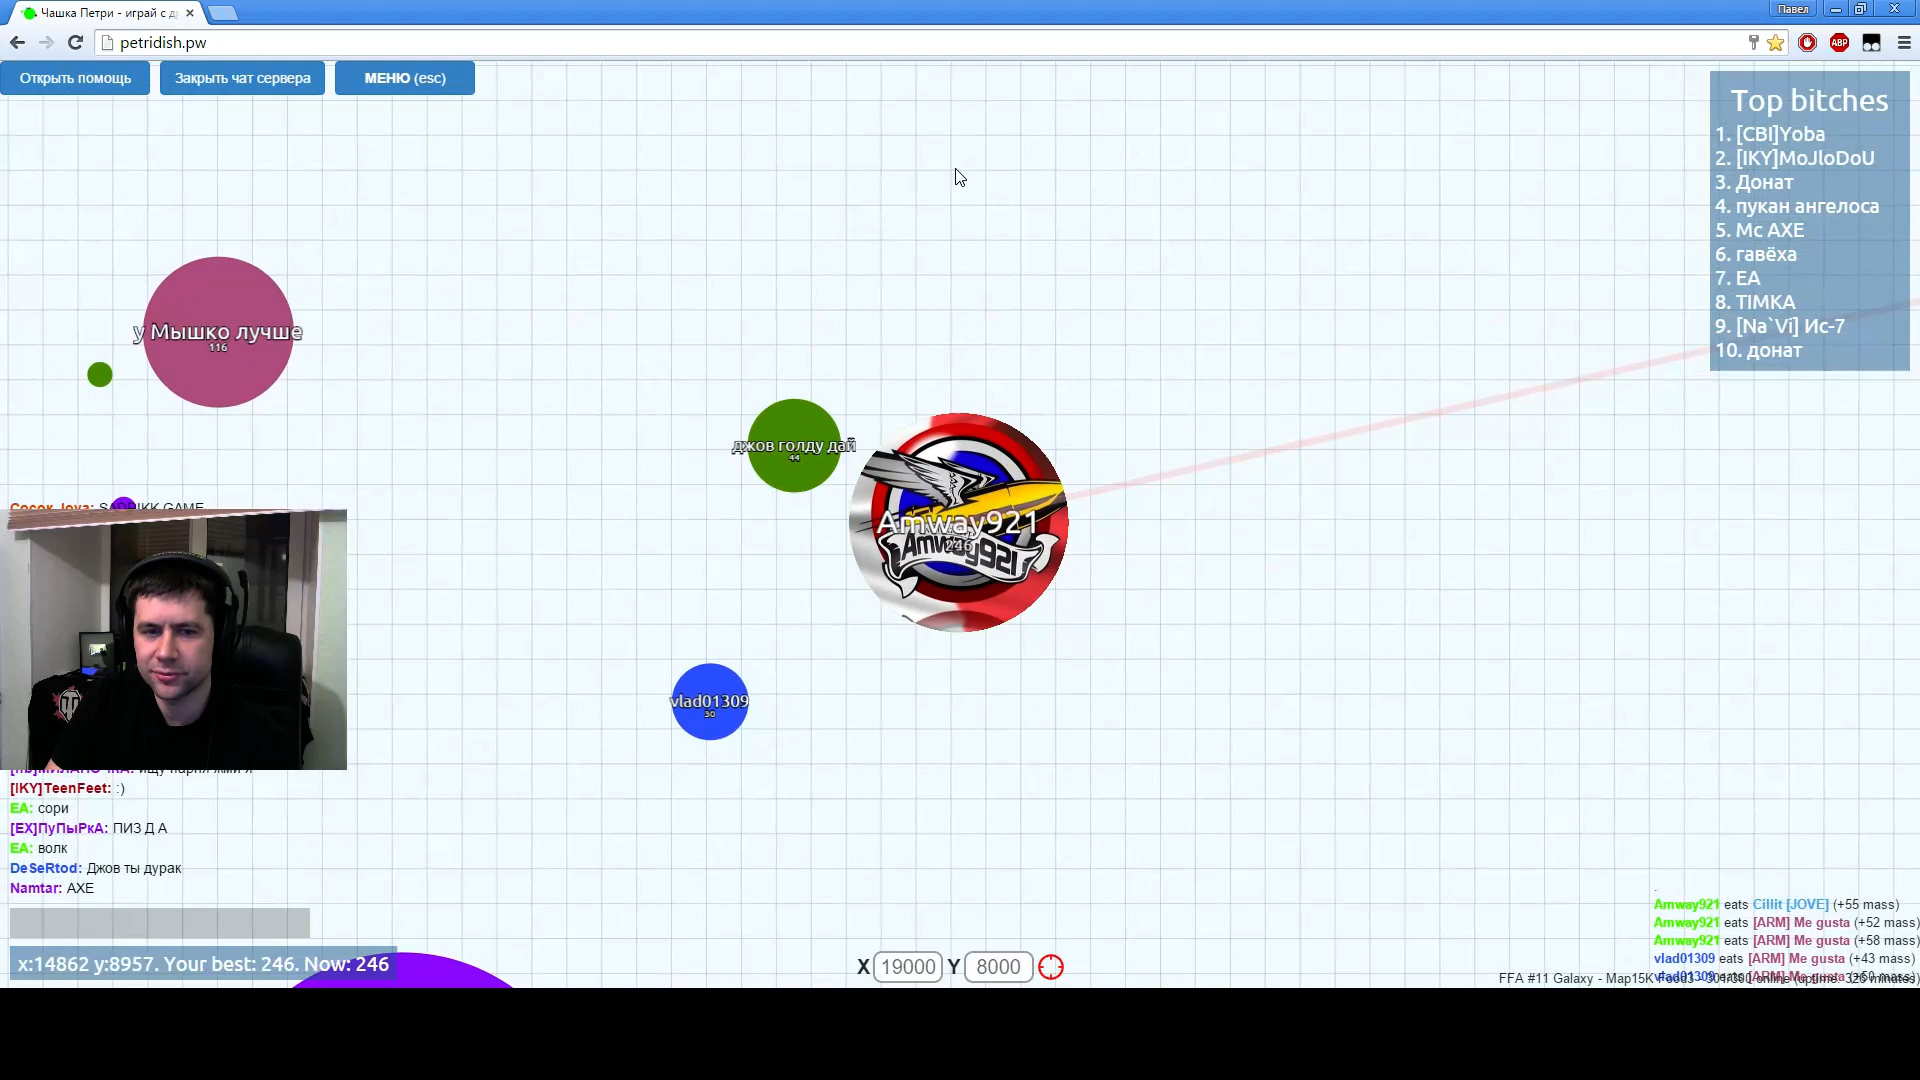 Чашка Петри - играй с д
Павел
petridish.pw
Открыть помощь
Закрыть чат сервера
МЕНЮ (esc)
Top bitches
1. [CBI]Yoba
2. [IKY]MoJloDoU
3. Донат
4. пукан ангелоса
5. Mc AXE
6. гавёха
7. EA
8. TIMKA
9. [Na`Vi] Ис-7
10. донат
у Мышко лучше
116
джов голду дай
44
Amway921
246
Amway921
vlad01309
30
[IKY]TeenFeet: :)
EA: сори
[EX]ПуПыРкА: ПИЗ Д А
EA: волк
DeSeRtod: Джов ты дурак
Namtar: AXE
x:14862 y:8957. Your best: 246. Now: 246
X 19000 Y 8000
Amway921 eats Cillit [JOVE] (+55 mass)
Amway921 eats [ARM] Me gusta (+52 mass)
Amway921 eats [ARM] Me gusta (+58 mass)
vlad01309 eats [ARM] Me gusta (+43 mass)
FFA #11 Galaxy - Map15K